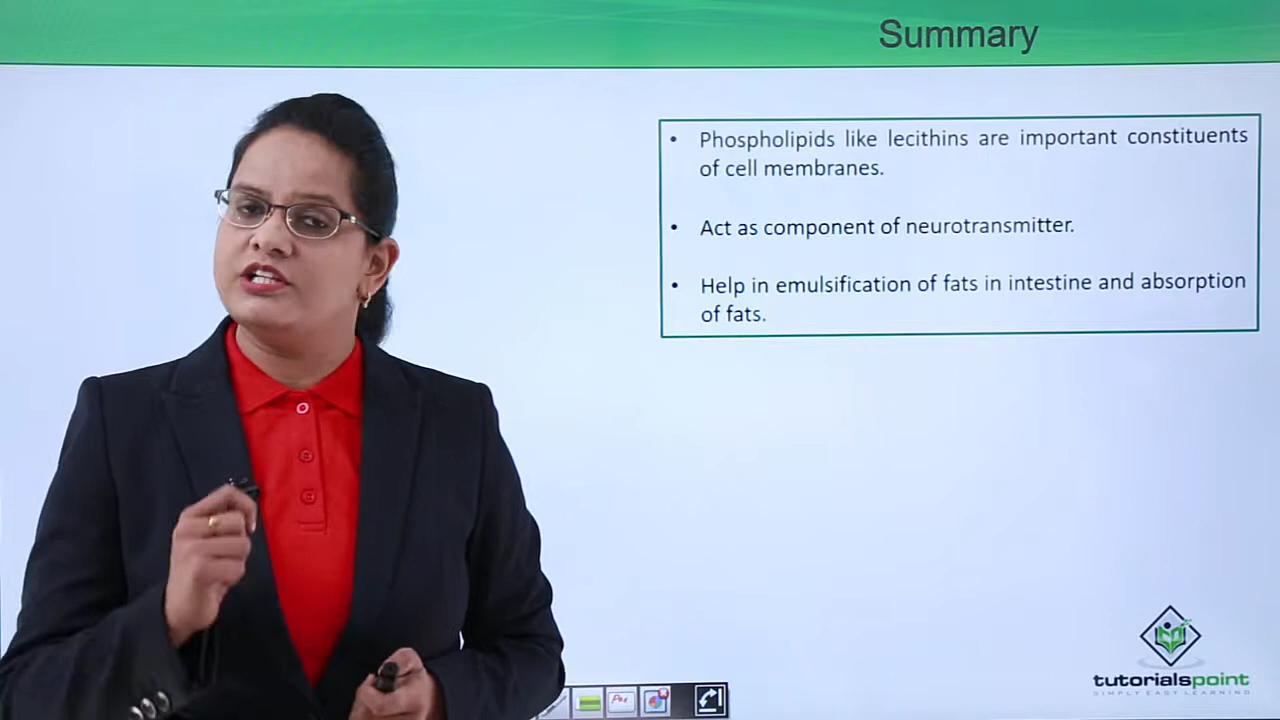 Summary
• Phospholipids like lecithins are important constituents
of cell membranes.
• Act as component of neurotransmitter.
• Help in emulsification of fats in intestine and absorption
of fats.
tutorialspoint
SIMPLY EASY LEARNING